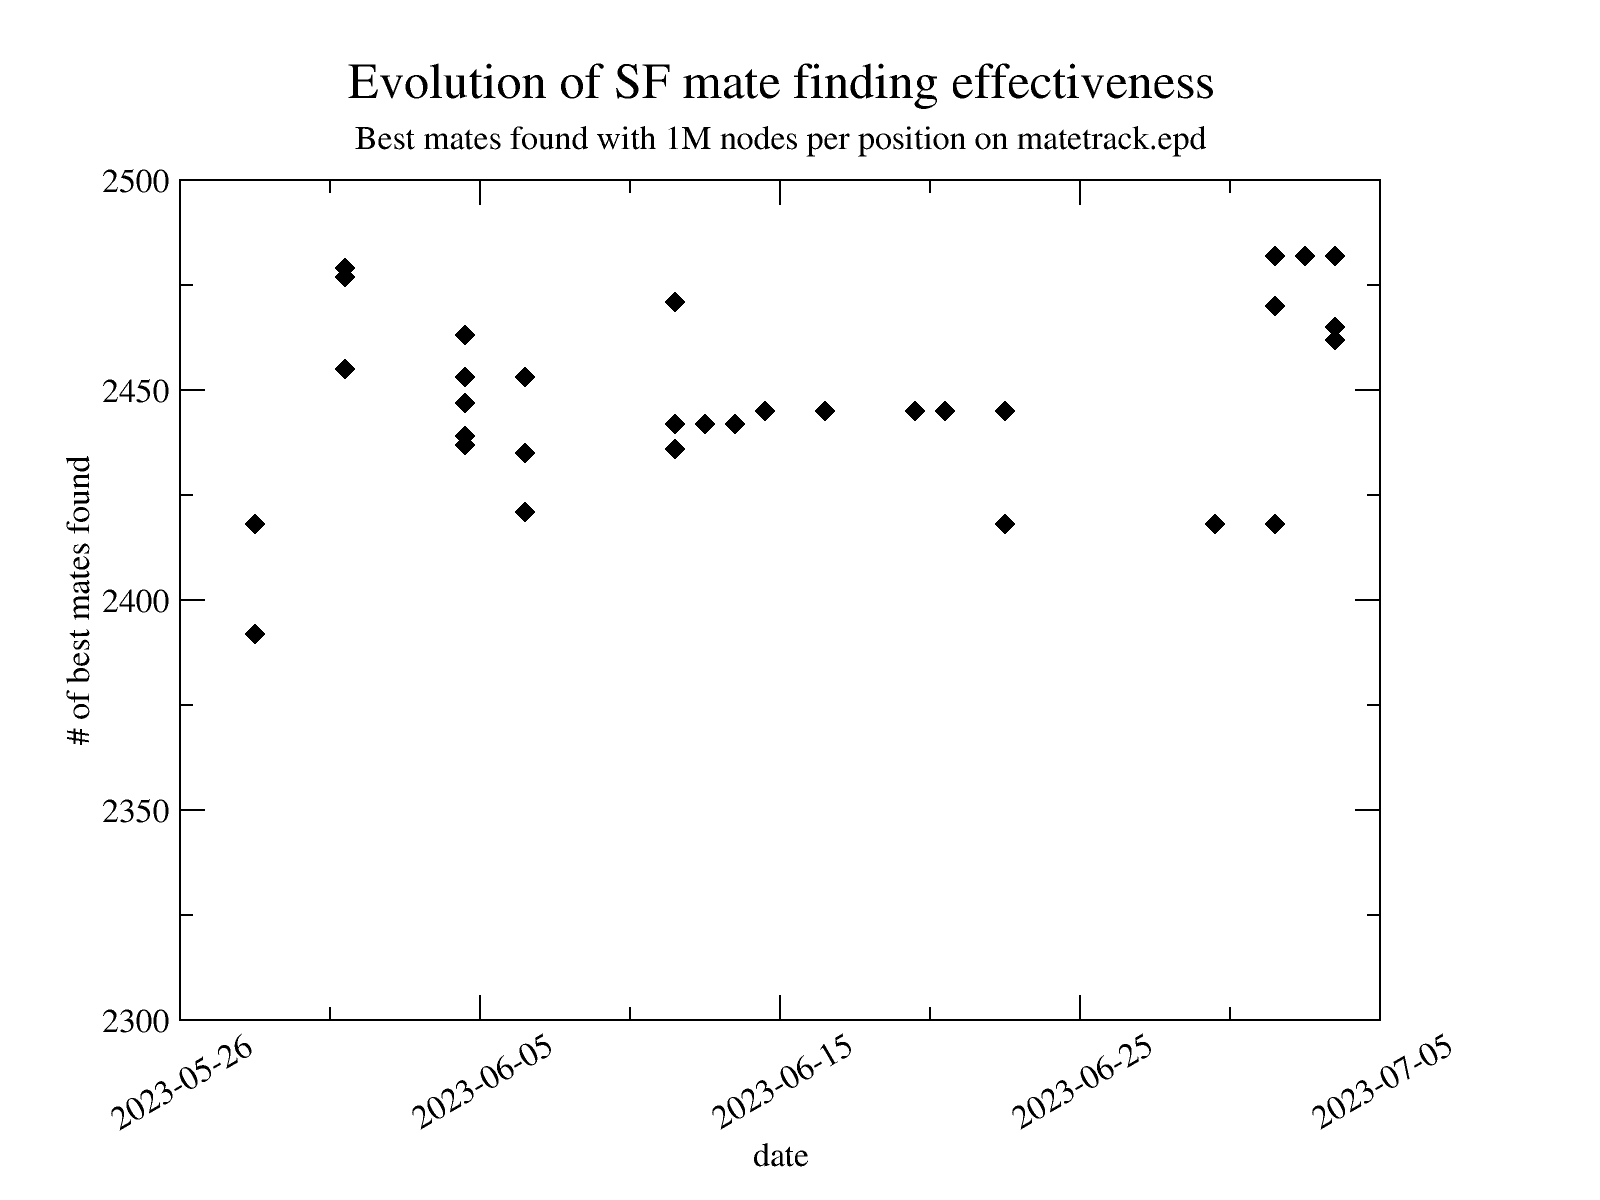 Evolution of SF mate finding effectiveness
Best mates found with 1M nodes per position on matetrack.epd
2500
2450
2400
2350
2300
# of best mates found
2023-05-26
2023-06-05
2023-06-15
2023-06-25
2023-07-05
date